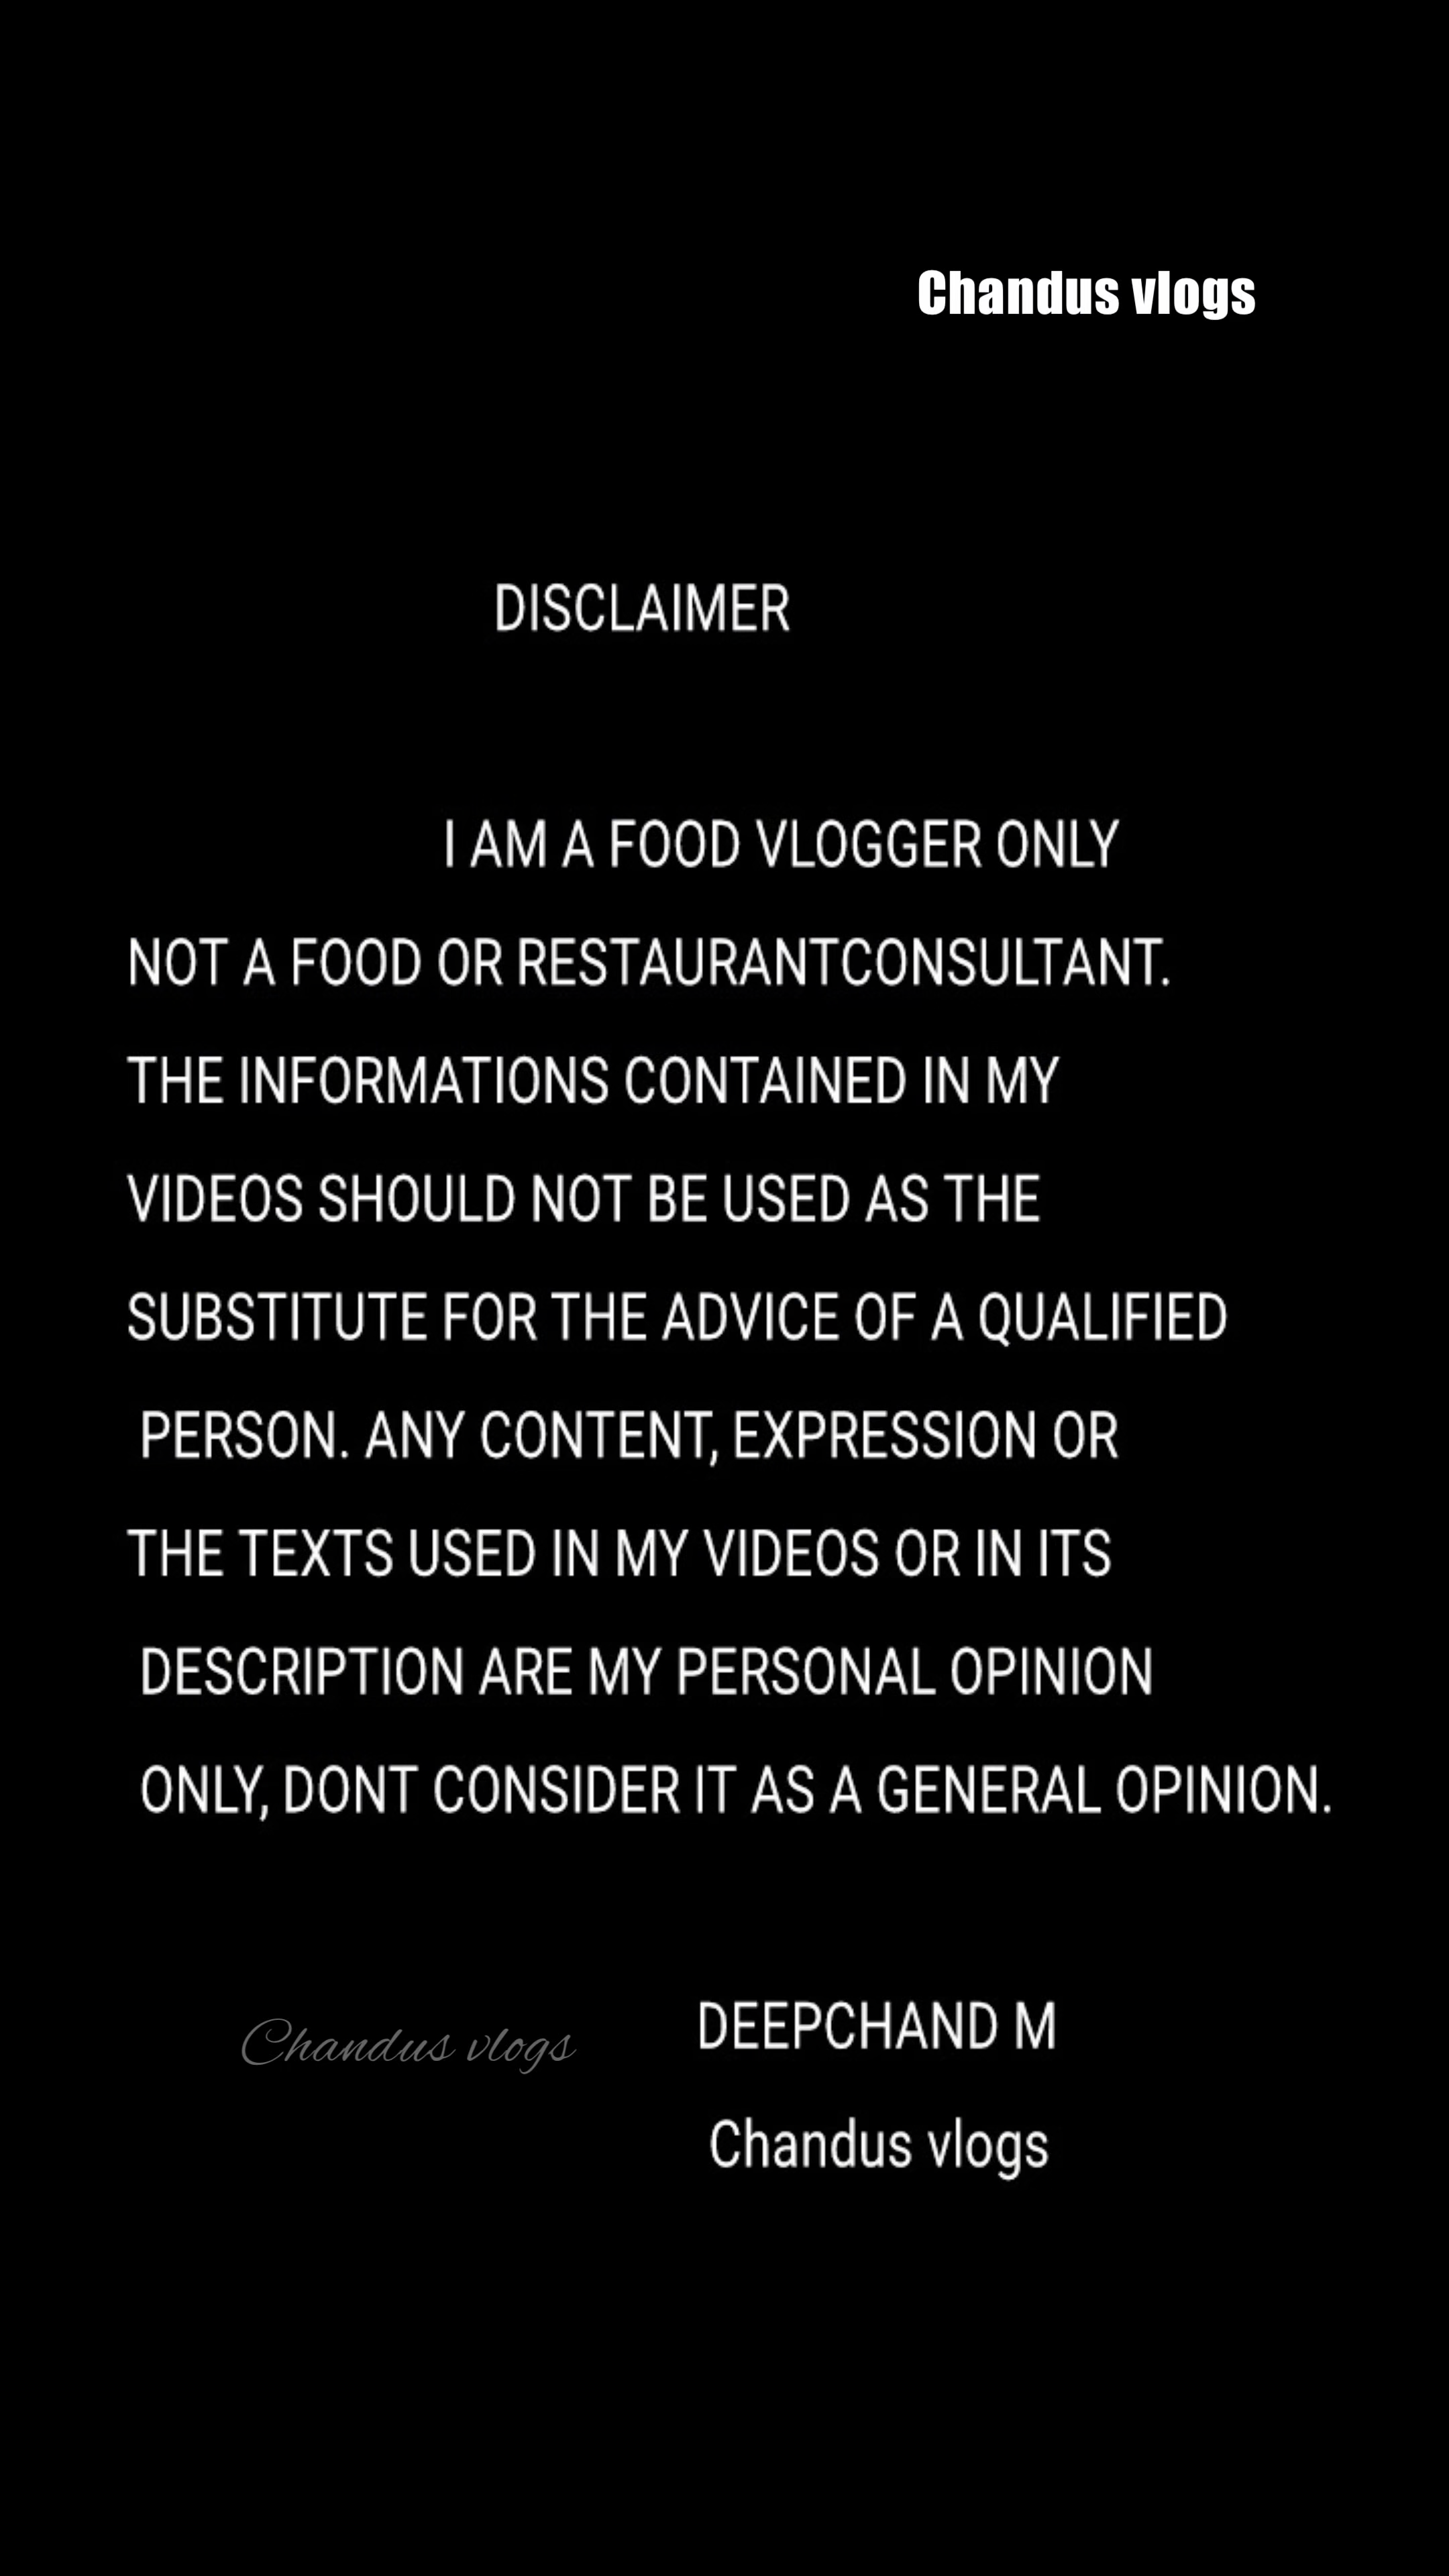 Chandus vlogs
DISCLAIMER
I AM A FOOD VLOGGER ONLY
NOT A FOOD OR RESTAURANTCONSULTANT.
THE INFORMATIONS CONTAINED IN MY
VIDEOS SHOULD NOT BE USED AS THE
SUBSTITUTE FOR THE ADVICE OF A QUALIFIED
PERSON. ANY CONTENT, EXPRESSION OR
THE TEXTS USED IN MY VIDEOS OR IN ITS
DESCRIPTION ARE MY PERSONAL OPINION
ONLY, DONT CONSIDER IT AS A GENERAL OPINION.
DEEPCHAND M
Chandus vlogs
Chandus vlogs